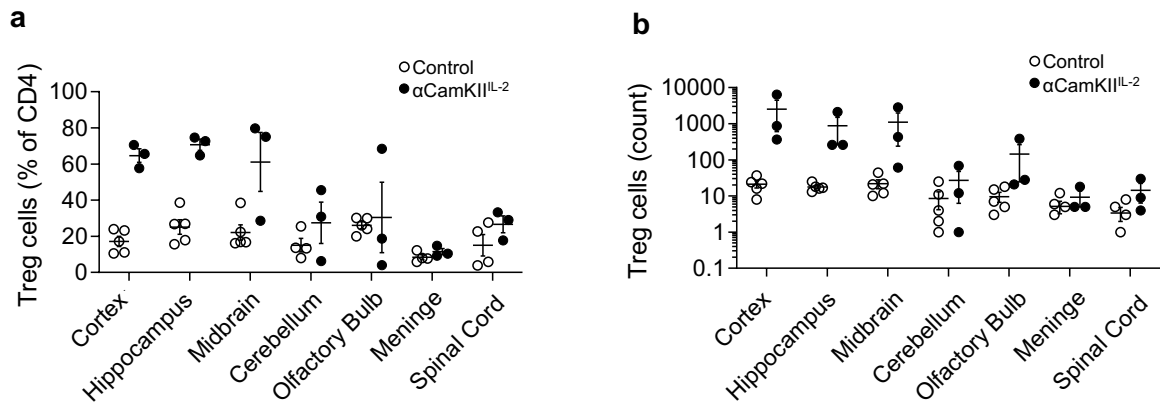 a
Treg cells (% of CD4)
Control
αCamKII^IL-2
100
80
60
40
20
0
Cortex
Hippocampus
Midbrain
Cerebellum
Olfactory Bulb
Meninge
Spinal Cord
b
Treg cells (count)
Control
αCamKII^IL-2
10000
1000
100
10
1
0.1
Cortex
Hippocampus
Midbrain
Cerebellum
Olfactory Bulb
Meninge
Spinal Cord